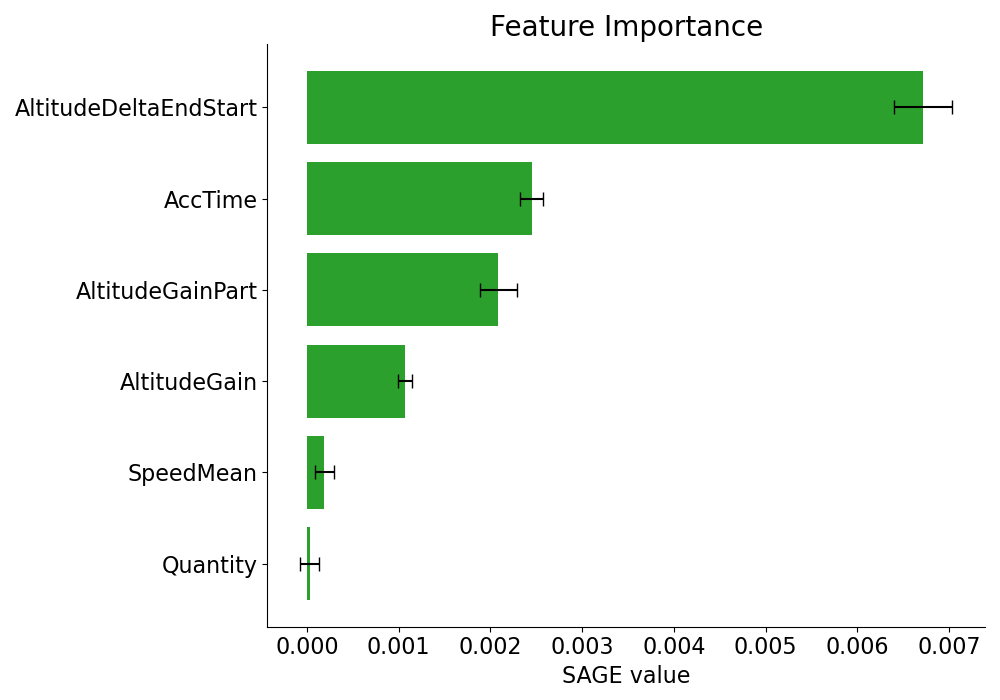 Feature Importance
AltitudeDeltaEndStart
AccTime
AltitudeGainPart
AltitudeGain
SpeedMean
Quantity
0.000 0.001 0.002 0.003 0.004 0.005 0.006 0.007
SAGE value